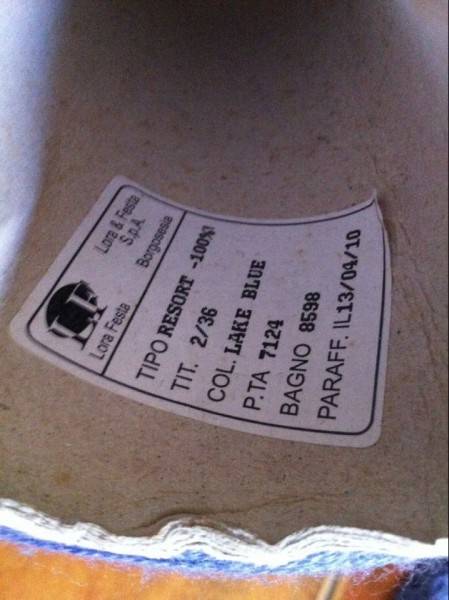 LF
Lora Festa
Lora & Festa
S.p.A.
Borgosesia
TIPO RESORT -100%
TIT. 2/36
COL. LAKE BLUE
P.TA 7124
BAGNO 8598
PARAFF. IL13/04/10